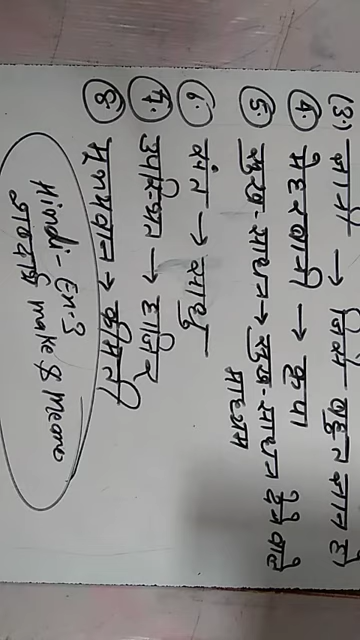 (3.) ज्ञानी → जिसे बहुत ज्ञान हो
4. मेहरबानी → कृपा
5. सुख-साधन → सुख-साधन देने वाले
माध्यम
6. संत → साधु
7. उपस्थित → हाजिर
8. मूल्यवान → कीमती
Hindi - En-3
शब्दार्थ make & means